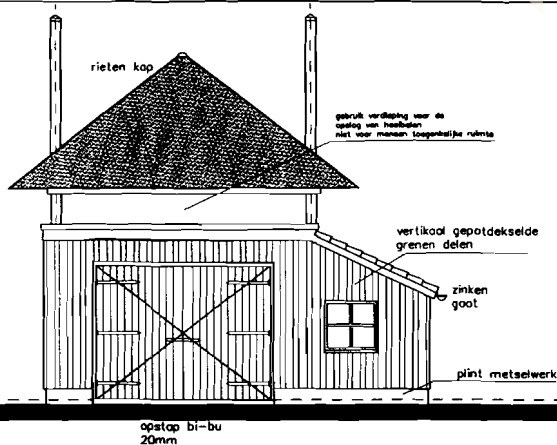 rieten kap
gebruik verdieping voor de
opslag van hooibalen
niet voor mensen toegankelijke ruimte
vertikaal gepotdekselde
grenen delen
zinken
goot
plint metselwerk
opstap bi-bu
20mm